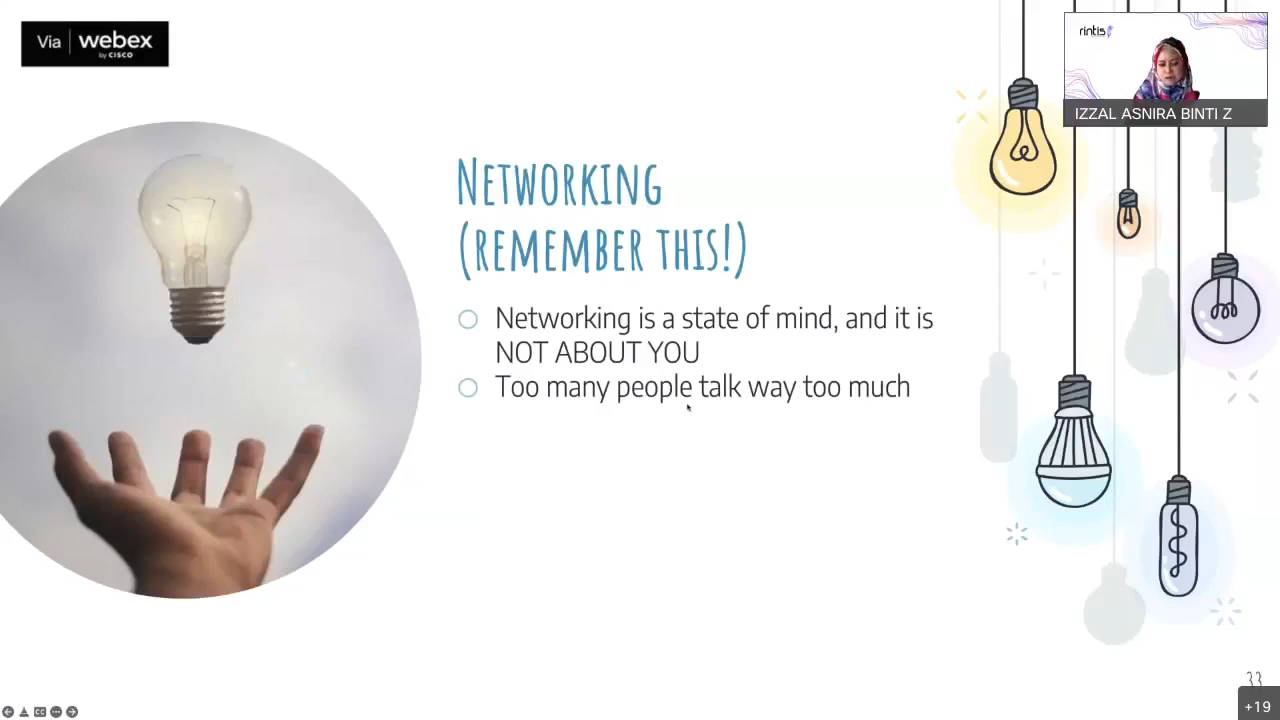 Via webex
by CISCO
rintis
IZZAL ASNIRA BINTI Z
NETWORKING
(REMEMBER THIS!)
Networking is a state of mind, and it is
NOT ABOUT YOU
Too many people talk way too much
33
+19